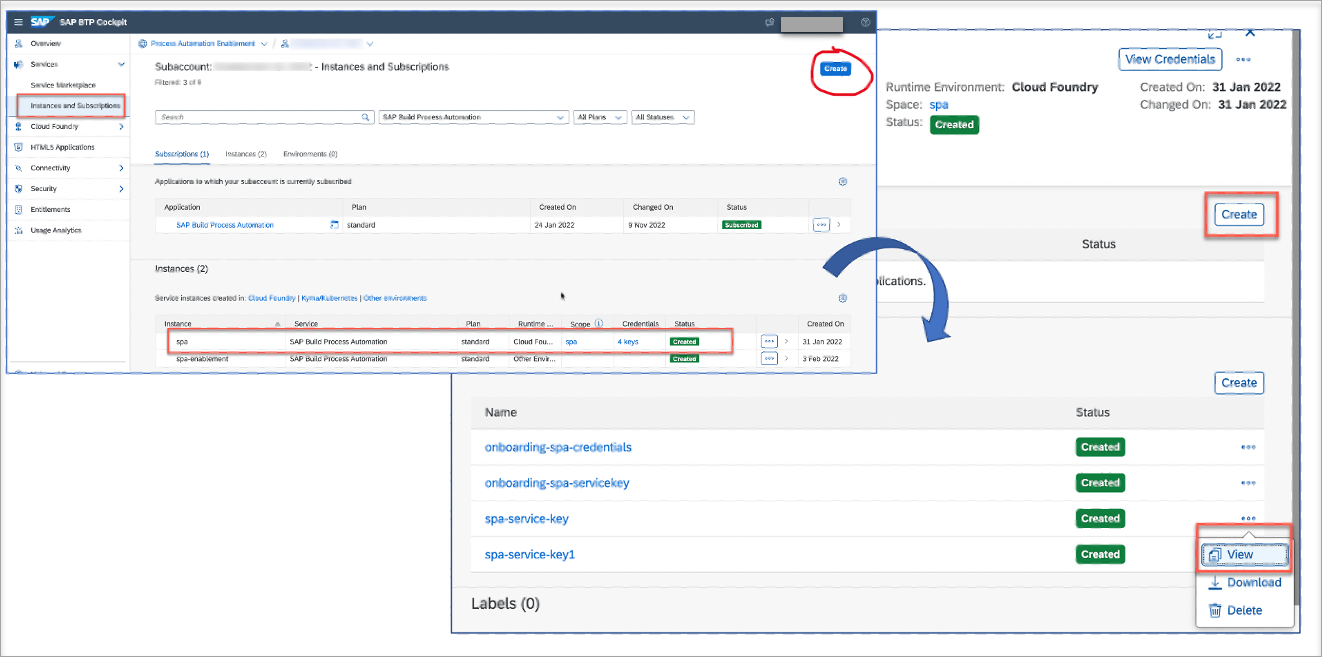 SAP SAP BTP Cockpit
Overview
Services
Service Marketplace
Instances and Subscriptions
Cloud Foundry
HTML5 Applications
Connectivity
Security
Entitlements
Usage Analytics
Process Automation Enablement /
Subaccount: - Instances and Subscriptions
Create
Filtered: 3 of
Search
SAP Build Process Automation
All Plans
All Statuses
Subscriptions (1) Instances (2) Environments (0)
Applications to which your subaccount is currently subscribed
Application Plan Created On Changed On Status
SAP Build Process Automation standard 24 Jan 2022 9 Nov 2022 Subscribed
Instances (2)
Service instances created in: Cloud Foundry | Kyma/Kubernetes | Other environments
Instance Service Plan Runtime ... Scope Credentials Status Created On
spa SAP Build Process Automation standard Cloud Fou... spa 4 keys Created 31 Jan 2022
spa-enablement SAP Build Process Automation standard Other Envir... Created 3 Feb 2022
View Credentials
Runtime Environment: Cloud Foundry Created On: 31 Jan 2022
Space: spa Changed On: 31 Jan 2022
Status: Created
Create
Status
plications.
Create
Name Status
onboarding-spa-credentials Created
onboarding-spa-servicekey Created
spa-service-key Created
spa-service-key1 Created
View
Download
Delete
Labels (0)